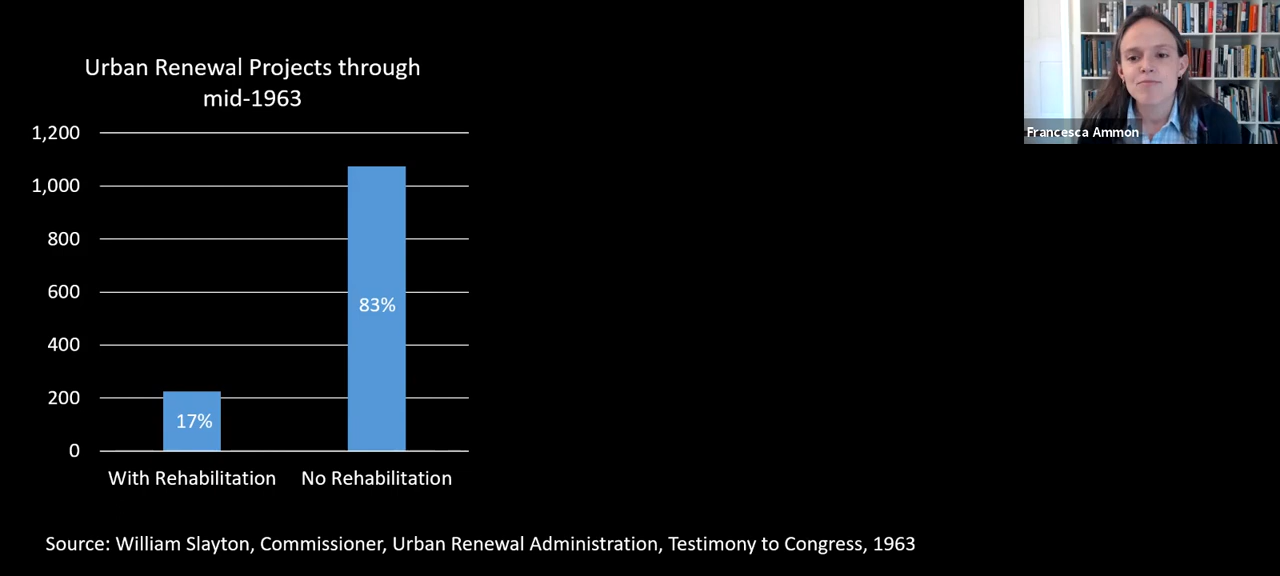 Urban Renewal Projects through
mid-1963
1,200
1,000
800
600
400
200
0
83%
17%
With Rehabilitation
No Rehabilitation
Source: William Slayton, Commissioner, Urban Renewal Administration, Testimony to Congress, 1963
Francesca Ammon